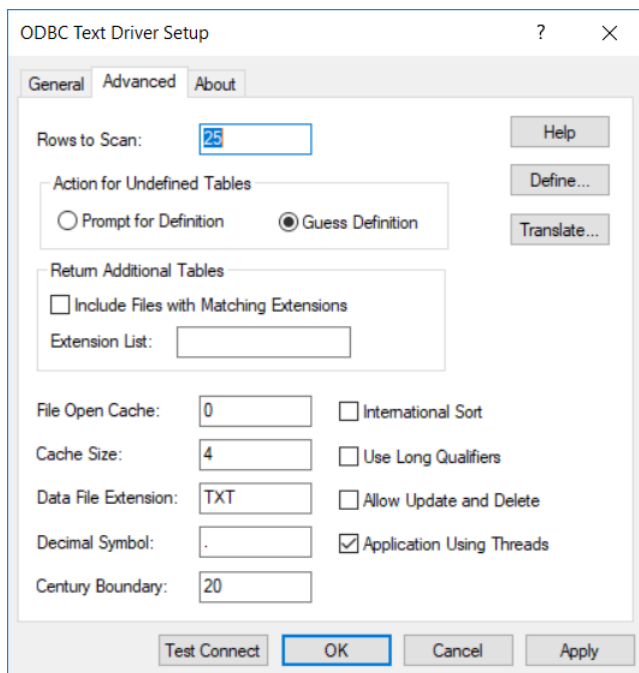 ODBC Text Driver Setup ?
General Advanced About
Rows to Scan: 25 Help
Action for Undefined Tables Define...
Prompt for Definition Guess Definition Translate...
Return Additional Tables
Include Files with Matching Extensions
Extension List:
File Open Cache: 0 International Sort
Cache Size: 4 Use Long Qualifiers
Data File Extension: TXT Allow Update and Delete
Decimal Symbol: . Application Using Threads
Century Boundary: 20
Test Connect OK Cancel Apply